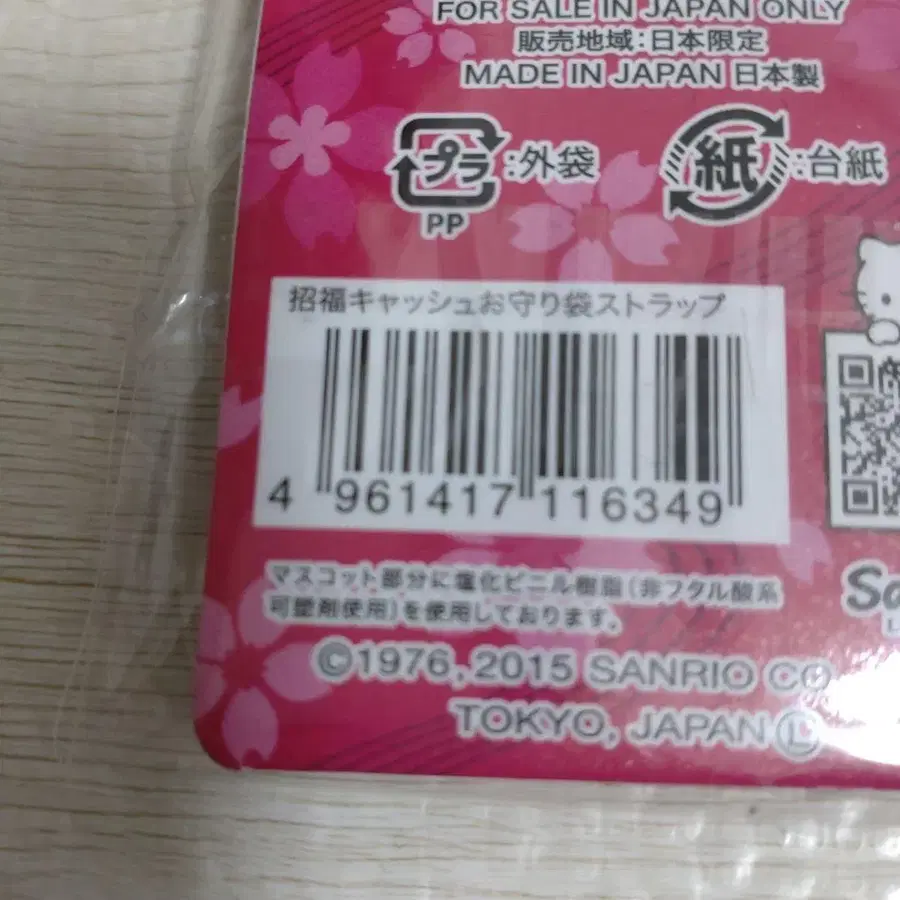 FOR SALE IN JAPAN ONLY
販売地域:日本限定
MADE IN JAPAN 日本製
プラ :外袋
PP
紙 :台紙
招福キャッシュお守り袋ストラップ
4 961417 116349
マスコット部分に塩化ビニル樹脂(非フタル酸系
可塑剤使用)を使用しております。
©1976, 2015 SANRIO CO
TOKYO, JAPAN Ⓛ